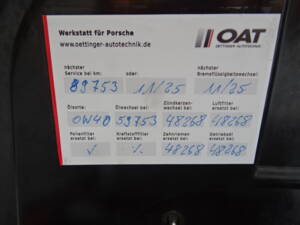 Werkstatt für Porsche
www.oettinger-autotechnik.de
OAT
OETTINGER AUTOTECHNIK
nächster Service bei km: oder: nächster Bremsflüssigkeitswechsel:
89753 11/25 11/25
Ölsorte: Ölwechsel bei: Zündkerzenwechsel bei: Luftfilter ersetzt bei:
0W40 59753 48268 48268
Pollenfilter ersetzt bei: Kraftstofffilter ersetzt bei: Zahnriemen ersetzt bei: Getriebeöl ersetzt bei:
✓ % 48268 48268